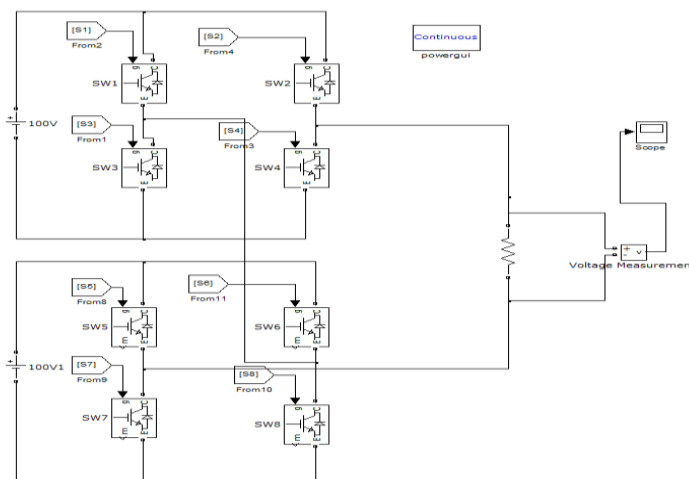 [S1]
From2
[S2]
From4
Continuous
powergui
SW1
SW2
g
C
E
g
C
E
100V
[S3]
From1
[S4]
From3
Scope
SW3
SW4
g
C
E
g
C
E
+
-
v
Voltage Measurement
[S5]
From8
[S6]
From11
SW5
SW6
g
C
m
E
g
C
m
E
100V1
[S7]
From9
[S8]
From10
SW7
SW8
g
C
m
E
g
C
m
E